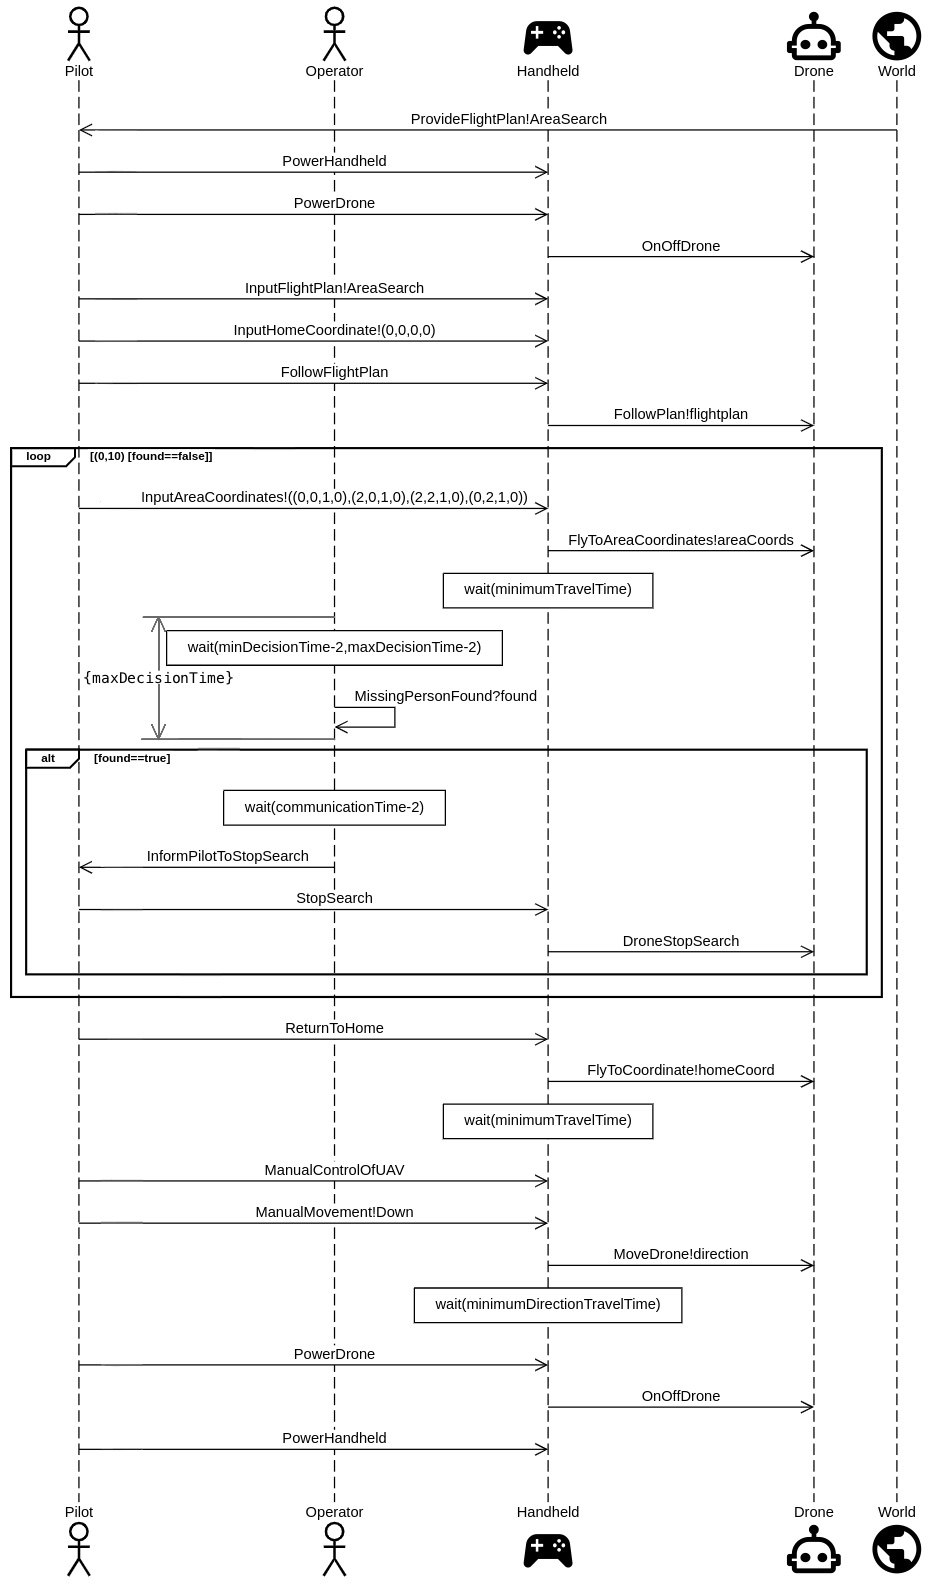 Pilot
Operator
Handheld
Drone
World
ProvideFlightPlan!AreaSearch
PowerHandheld
PowerDrone
OnOffDrone
InputFlightPlan!AreaSearch
InputHomeCoordinate!(0,0,0,0)
FollowFlightPlan
FollowPlan!flightplan
loop [(0,10) [found==false]]
InputAreaCoordinates!((0,0,1,0),(2,0,1,0),(2,2,1,0),(0,2,1,0))
FlyToAreaCoordinates!areaCoords
wait(minimumTravelTime)
wait(minDecisionTime-2,maxDecisionTime-2)
{maxDecisionTime}
MissingPersonFound?found
alt [found==true]
wait(communicationTime-2)
InformPilotToStopSearch
StopSearch
DroneStopSearch
ReturnToHome
FlyToCoordinate!homeCoord
wait(minimumTravelTime)
ManualControlOfUAV
ManualMovement!Down
MoveDrone!direction
wait(minimumDirectionTravelTime)
PowerDrone
OnOffDrone
PowerHandheld
Pilot
Operator
Handheld
Drone
World